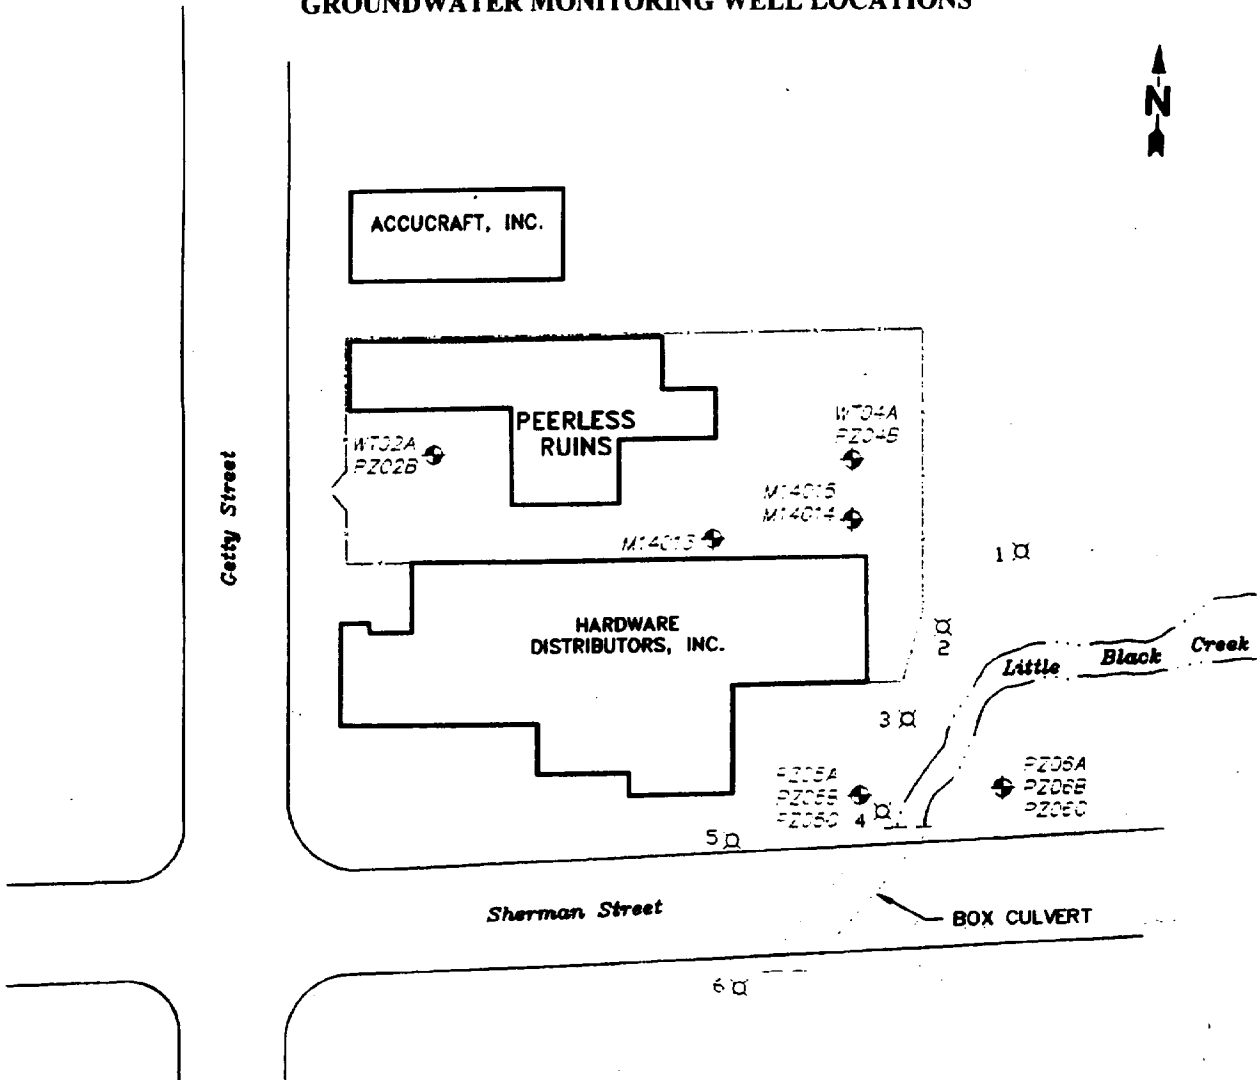 GROUNDWATER MONITORING WELL LOCATIONS
N
ACCUCRAFT, INC.
PEERLESS
RUINS
WT02A
PZ02B
WT04A
PZ04B
M14015
M14014
M14013
Getty Street
1
HARDWARE
DISTRIBUTORS, INC.
2
Little Black Creek
3
PZ05A
PZ05B
PZ05C
4
PZ06A
PZ06B
PZ06C
5
Sherman Street
BOX CULVERT
6